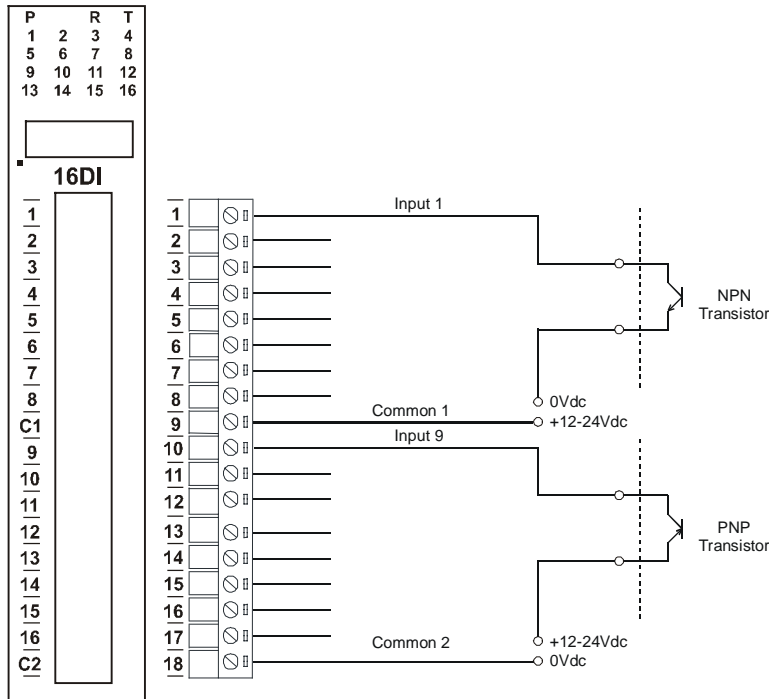 P R T
1 2 3 4
5 6 7 8
9 10 11 12
13 14 15 16
16DI
1
2
3
4
5
6
7
8
C1
9
10
11
12
13
14
15
16
C2
1
2
3
4
5
6
7
8
9
10
11
12
13
14
15
16
17
18
Input 1
NPN
Transistor
0Vdc
Common 1
+12-24Vdc
Input 9
PNP
Transistor
+12-24Vdc
Common 2
0Vdc